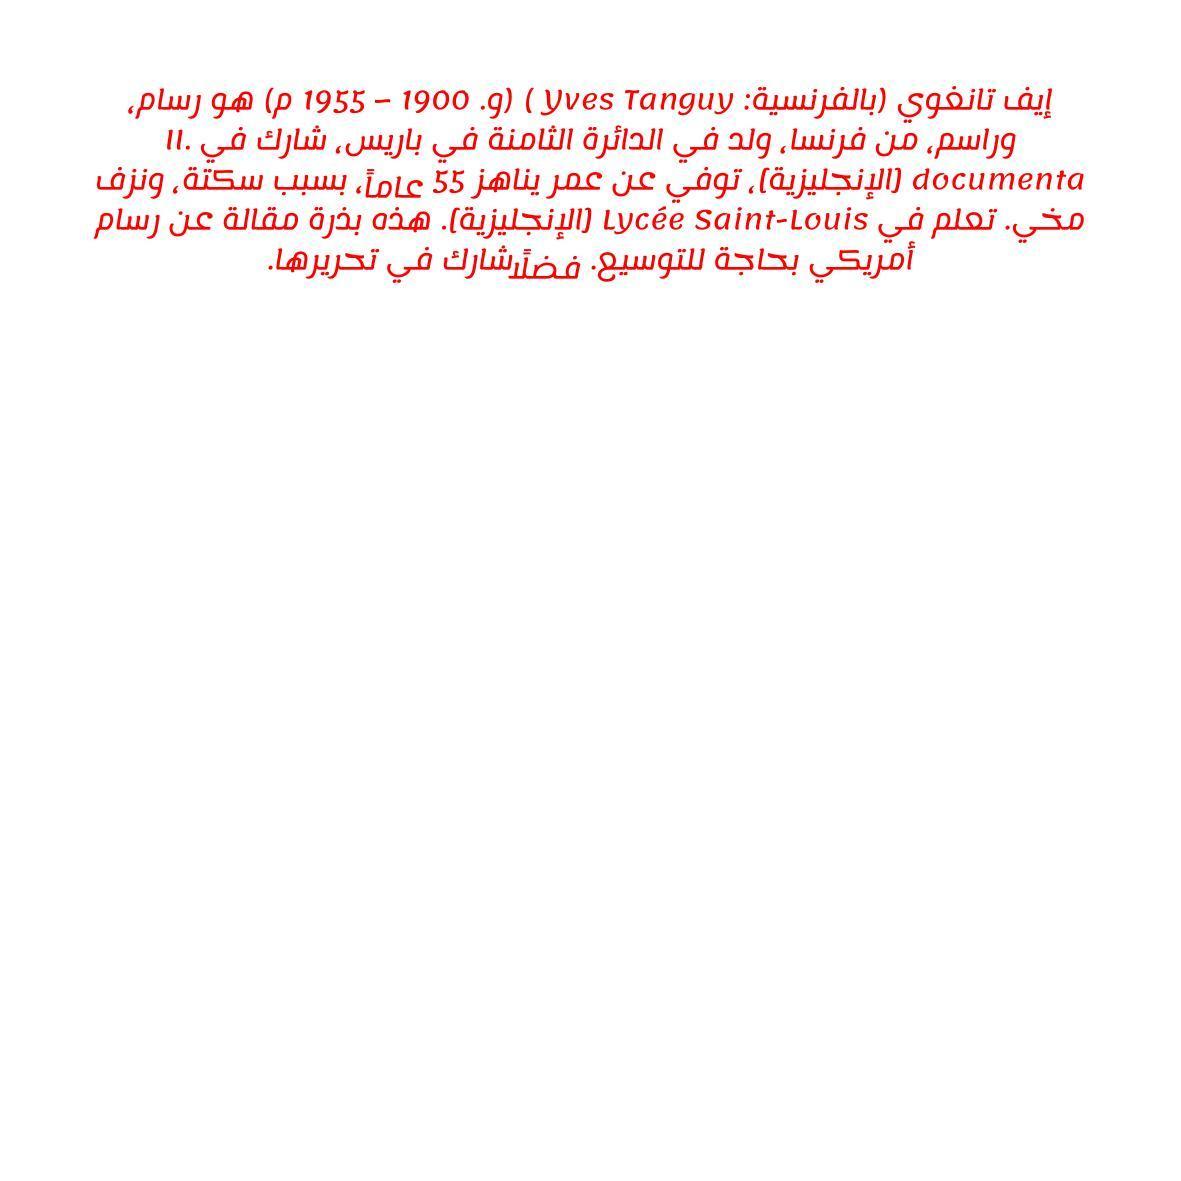 إيف تانغوي (بالفرنسية: Yves Tanguy ) (و. 1900 – 1955 م) هو رسام،
وراسم، من فرنسا، ولد في الدائرة الثامنة في باريس، شارك في .II
documenta [الإنجليزية]، توفي عن عمر يناهز 55 عاماً، بسبب سكتة، ونزف
مخي. تعلم في Lycée Saint-Louis [الإنجليزية]. هذه بذرة مقالة عن رسام
أمريكي بحاجة للتوسيع. فضلًا شارك في تحريرها.